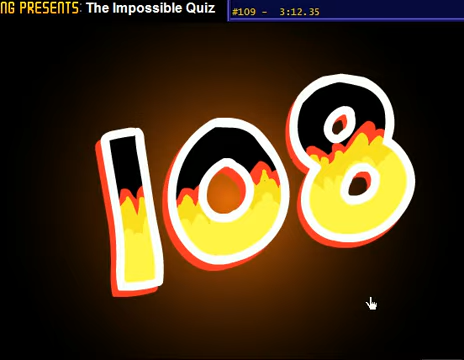 NG PRESENTS: The Impossible Quiz
#109 - 3:12.35
108